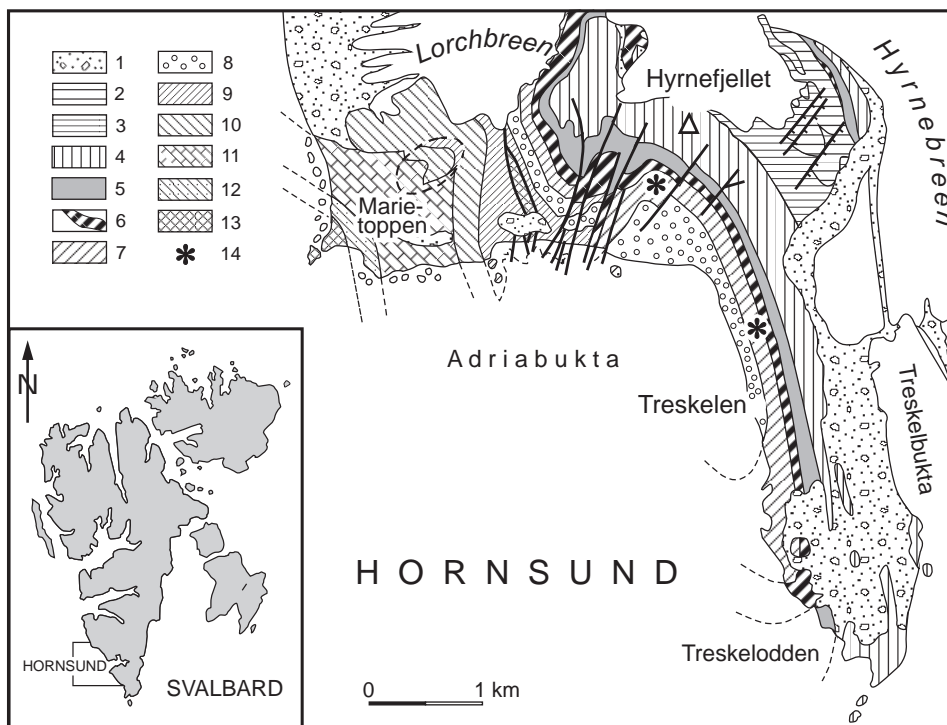 1
2
3
4
5
6
7
8
9
10
11
12
13
14
Lorchbreen
Hyrnefjellet
Hyrnebreen
Marie-
toppen
Adriabukta
Treskelen
Treskelbukta
HORNSUND
Treskelodden
0 1 km
N
HORNSUND
SVALBARD